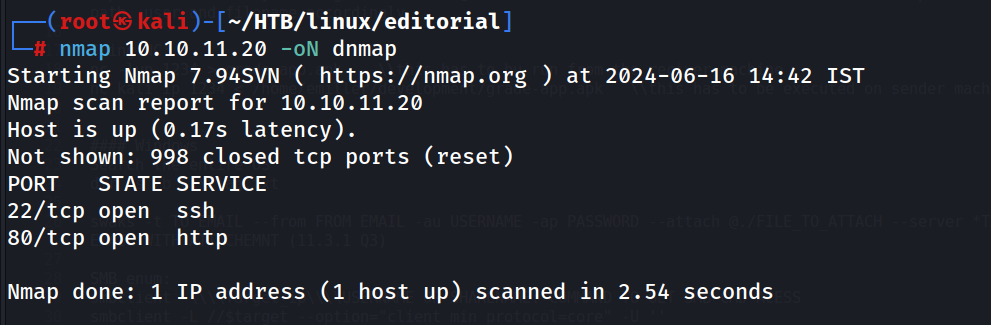 ┌──(root㉿kali)-[~/HTB/linux/editorial]
└─# nmap 10.10.11.20 -oN dnmap
Starting Nmap 7.94SVN ( https://nmap.org ) at 2024-06-16 14:42 IST
Nmap scan report for 10.10.11.20
Host is up (0.17s latency).
Not shown: 998 closed tcp ports (reset)
PORT   STATE SERVICE
22/tcp open  ssh
80/tcp open  http
Nmap done: 1 IP address (1 host up) scanned in 2.54 seconds